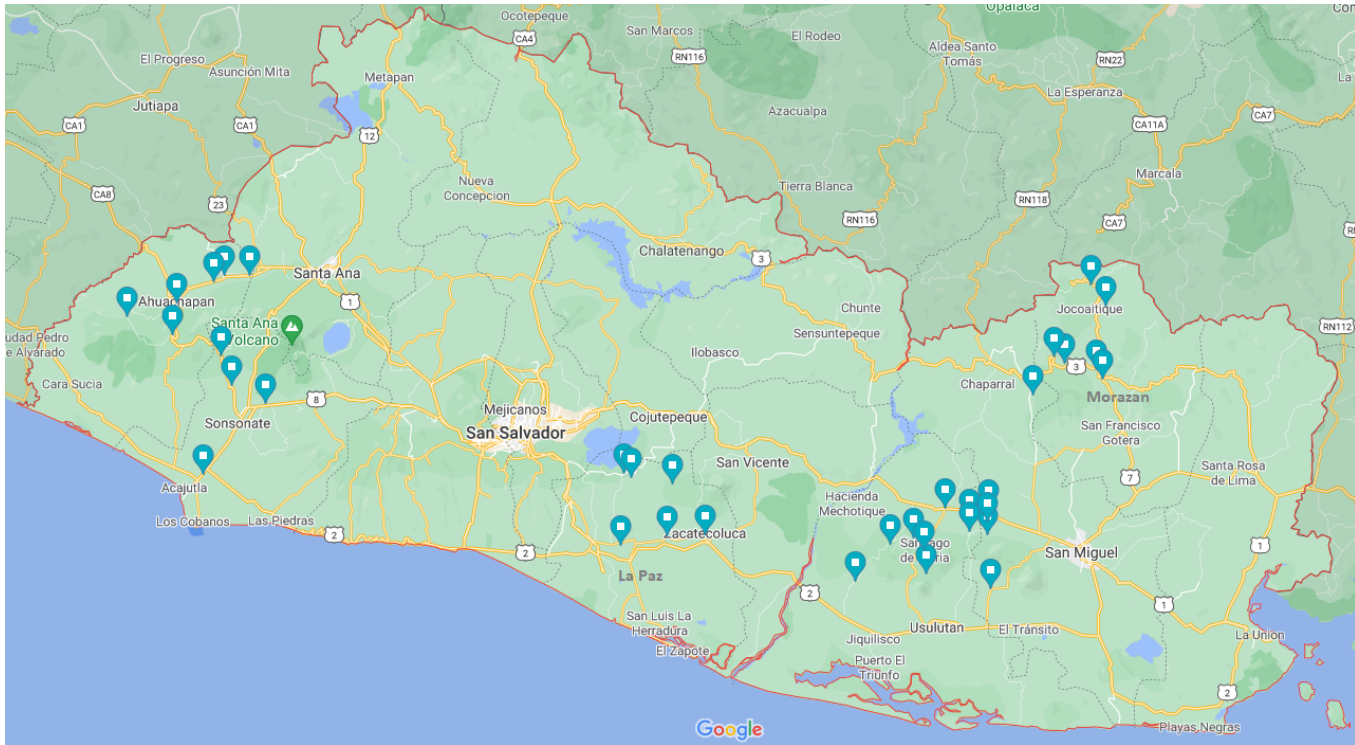 Ocotepeque
Opalaca
Con
San Marcos
El Rodeo
CA4
Aldea Santo
Tomás
El Progreso
Asunción Mita
RN116
RN22
Metapan
La
La Esperanza
Jutiapa
Azacualpa
CA7
CA1
CA1
CA11A
12
Marcala
Nueva
Concepcion
Tierra Blanca
CA8
RN118
23
RN116
CA7
Chalatenango
3
Santa Ana
Ahuachapan
1
Chunte
Jocoaitique
Santa Ana
Volcano
RN112
Sensuntepeque
udad Pedro
e Alvarado
Ilobasco
3
Cara Sucia
Chaparral
8
Morazan
Mejicanos
Cojutepeque
Sonsonate
San Salvador
San Francisco
Gotera
San Vicente
Santa Rosa
de Lima
7
Acajutla
Hacienda
Mechotique
Los Cobanos
Las Piedras
2
Zacatecoluca
Santiago
de María
1
2
San Miguel
La Paz
2
1
San Luis La
Herradura
Usulutan
El Tránsito
La Union
Jiquilisco
El Zapote
Puerto El
Triunfo
2
Google
Playas Negras